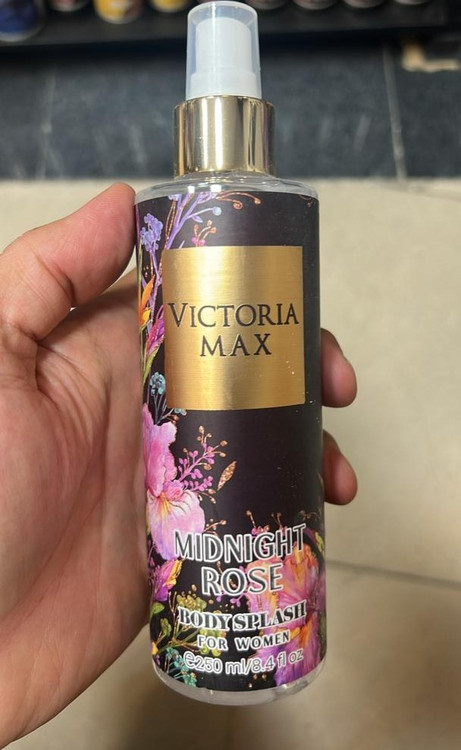 VICTORIA
MAX
MIDNIGHT
ROSE
BODY SPLASH
FOR WOMEN
℮250 ml/8.4 fl oz